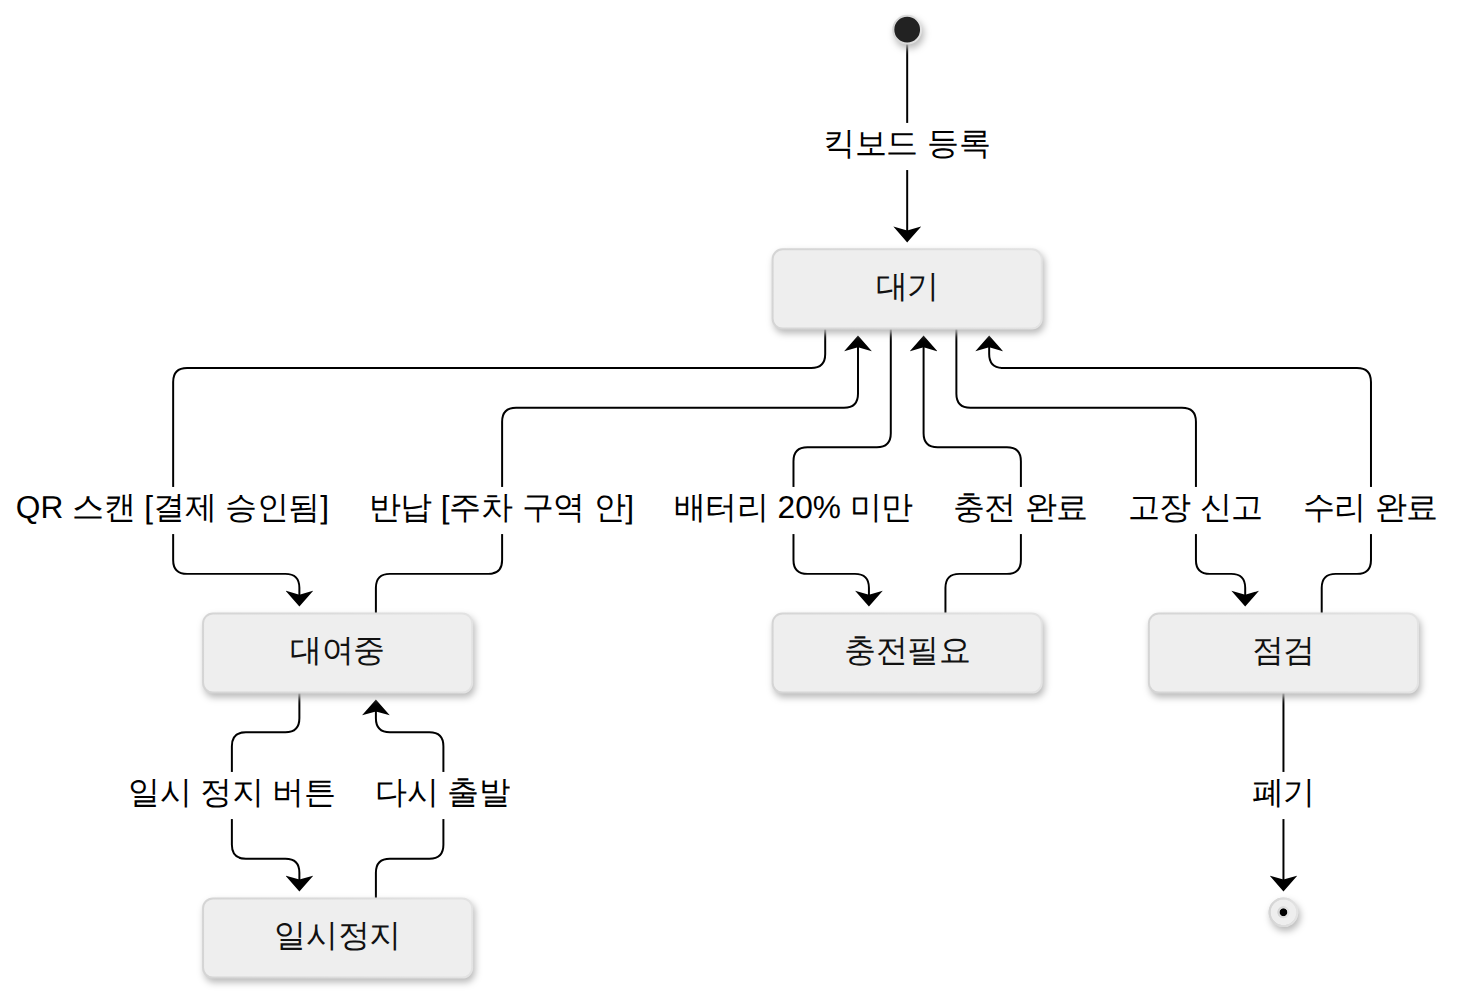 킥보드 등록
대기
QR 스캔 [결제 승인됨]
반납 [주차 구역 안]
배터리 20% 미만
충전 완료
고장 신고
수리 완료
대여중
충전필요
점검
일시 정지 버튼
다시 출발
폐기
일시정지